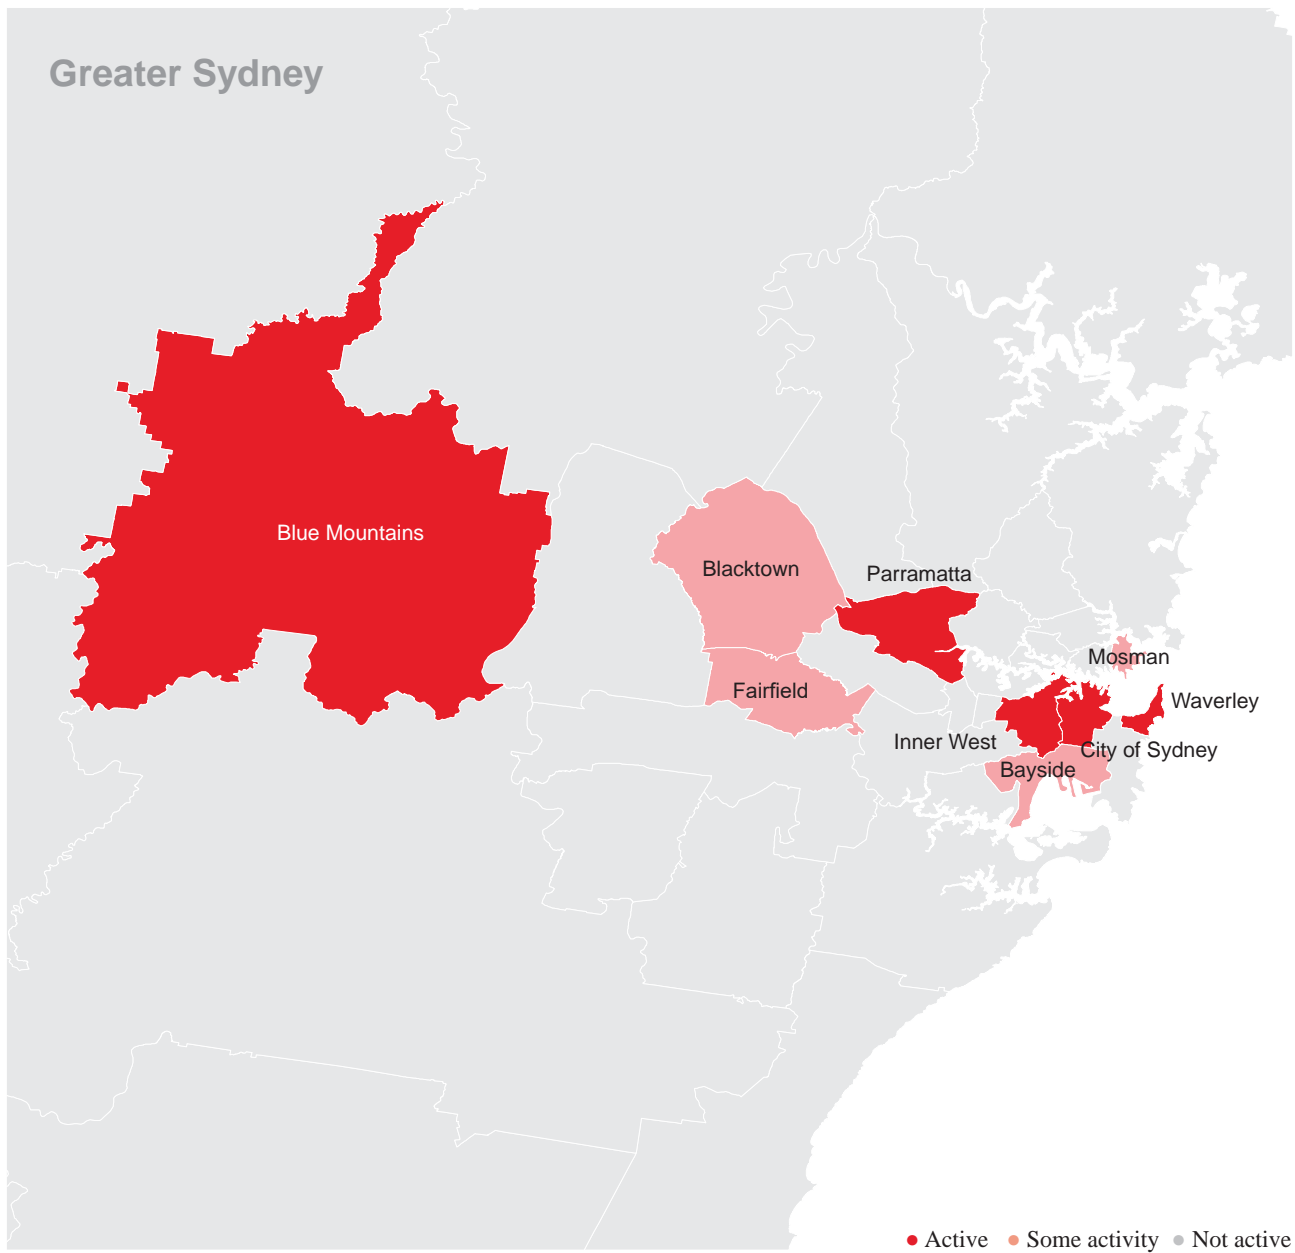 Greater Sydney
Blue Mountains
Blacktown
Parramatta
Mosman
Fairfield
Waverley
Inner West
City of Sydney
Bayside
Active Some activity Not active